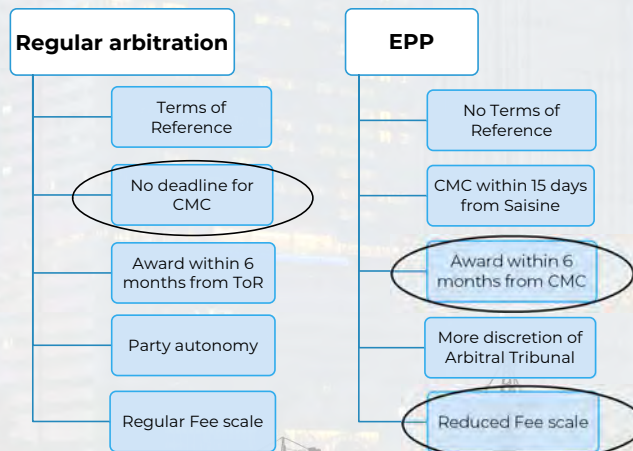 Regular arbitration
Terms of
Reference
No deadline for
CMC
Award within 6
months from ToR
Party autonomy
Regular Fee scale
EPP
No Terms of
Reference
CMC within 15 days
from Saisine
Award within 6
months from CMC
More discretion of
Arbitral Tribunal
Reduced Fee scale